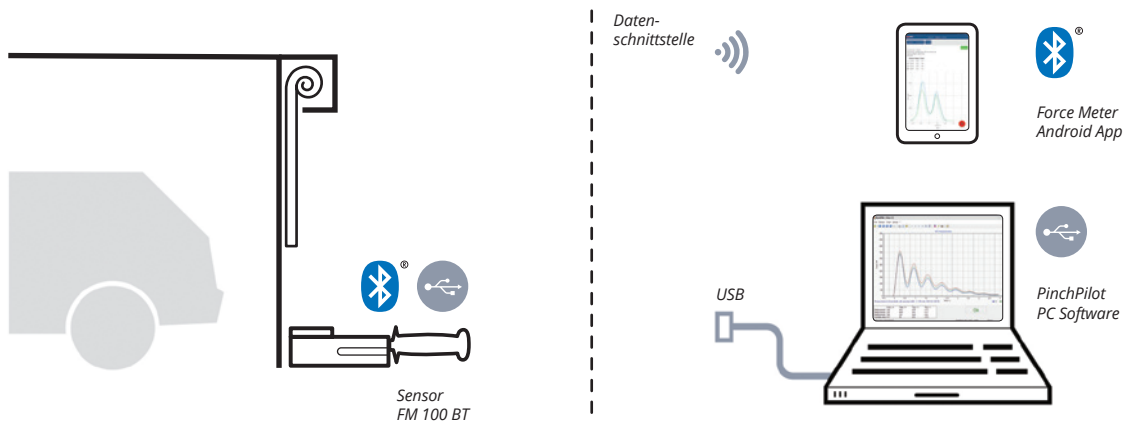 Daten-
schnittstelle
®
®
Force Meter
Android App
USB
PinchPilot
PC Software
Sensor
FM 100 BT